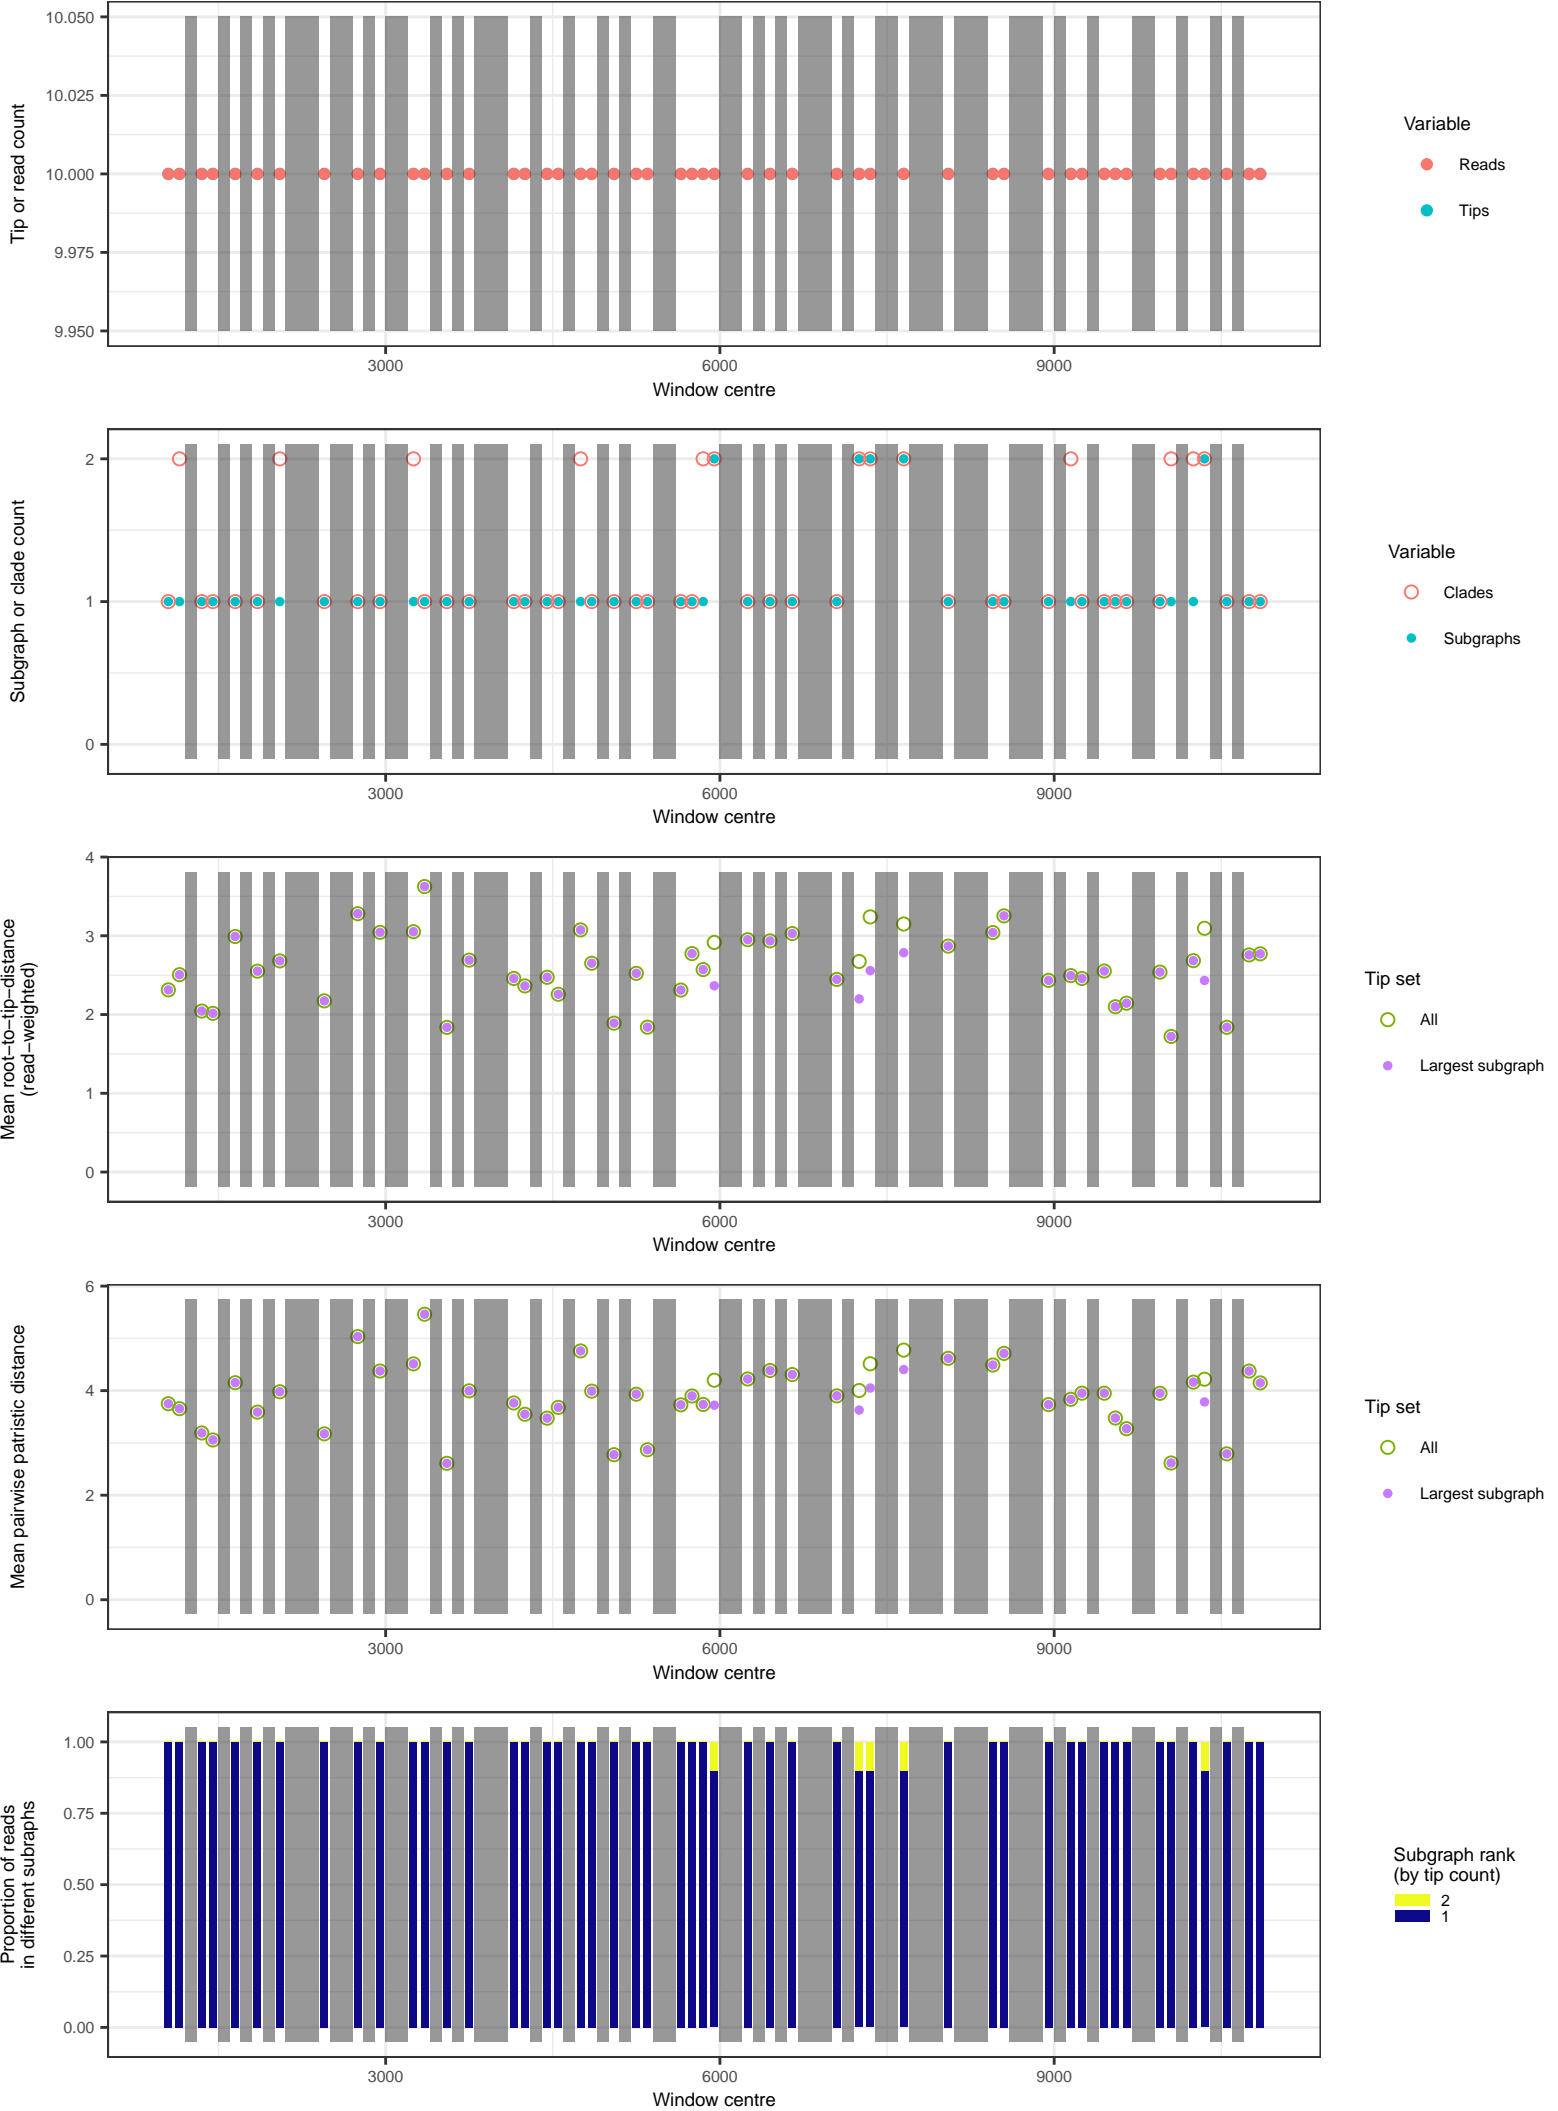 10.050
10.025
10.000
9.975
9.950
Tip or read count
3000
6000
9000
Window centre
Variable
Reads
Tips
2
1
0
Subgraph or clade count
3000
6000
9000
Window centre
Variable
Clades
Subgraphs
4
3
2
1
0
Mean root−to−tip−distance
(read−weighted)
3000
6000
9000
Window centre
Tip set
All
Largest subgraph
6
4
2
0
Mean pairwise patristic distance
3000
6000
9000
Window centre
Tip set
All
Largest subgraph
1.00
0.75
0.50
0.25
0.00
Proportion of reads
in different subraphs
3000
6000
9000
Window centre
Subgraph rank
(by tip count)
2
1